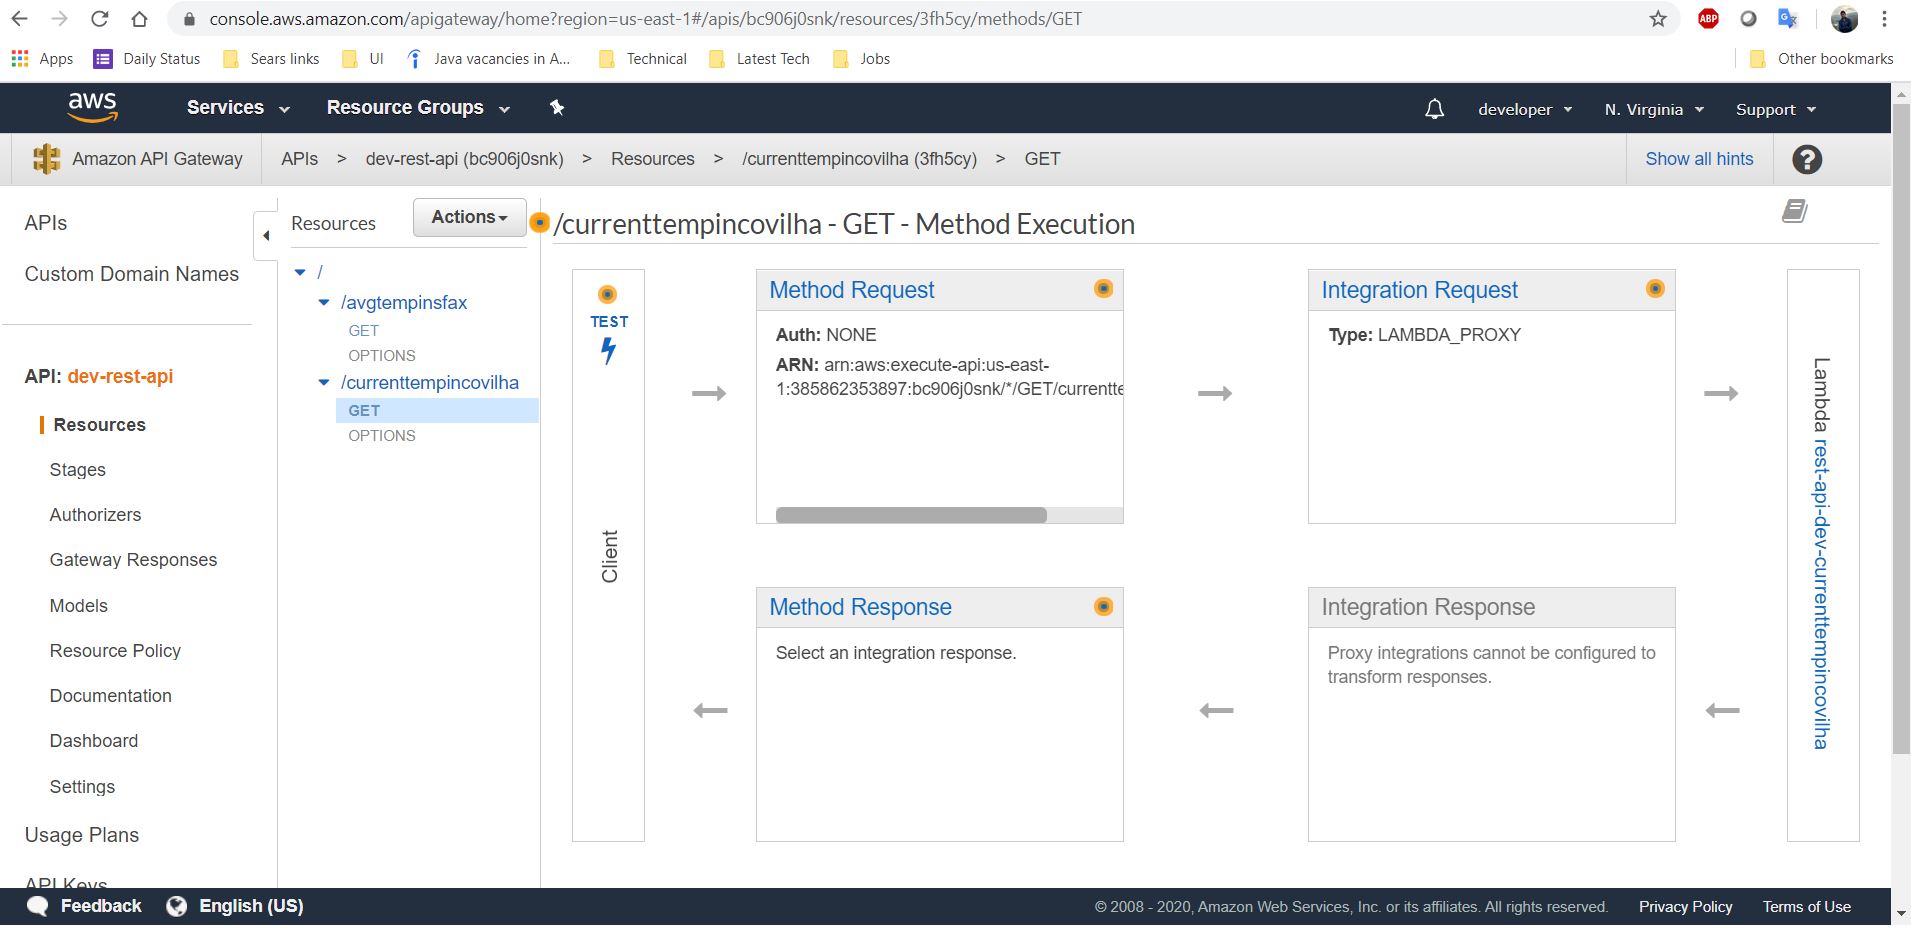 console.aws.amazon.com/apigateway/home?region=us-east-1#/apis/bc906j0snk/resources/3fh5cy/methods/GET
ABP
Apps Daily Status Sears links UI Java vacancies in A... Technical Latest Tech Jobs Other bookmarks
aws Services Resource Groups developer N. Virginia Support
Amazon API Gateway APIs > dev-rest-api (bc906j0snk) > Resources > /currenttempincovilha (3fh5cy) > GET Show all hints ?
APIs
Custom Domain Names
API: dev-rest-api
Resources
Stages
Authorizers
Gateway Responses
Models
Resource Policy
Documentation
Dashboard
Settings
Usage Plans
API Keys
Resources Actions
/
/avgtempinsfax
GET
OPTIONS
/currenttempincovilha
GET
OPTIONS
/currenttempincovilha - GET - Method Execution
TEST
Client
Method Request
Auth: NONE
ARN: arn:aws:execute-api:us-east-
1:385862353897:bc906j0snk/*/GET/currentte
Integration Request
Type: LAMBDA_PROXY
Lambda rest-api-dev-currenttempincovilha
Method Response
Select an integration response.
Integration Response
Proxy integrations cannot be configured to
transform responses.
Feedback English (US) © 2008 - 2020, Amazon Web Services, Inc. or its affiliates. All rights reserved. Privacy Policy Terms of Use